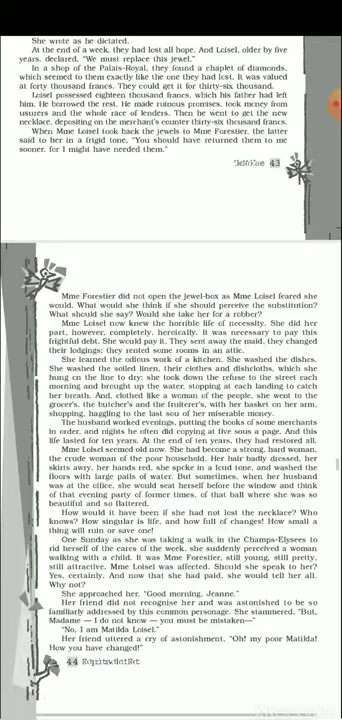 She wrote as he dictated.
At the end of a week, they had lost all hope. And Loisel, older by five
years, declared, "We must replace this jewel."
In a shop of the Palais-Royal, they found a chaplet of diamonds,
which seemed to them exactly like the one they had lost. It was valued
at forty thousand francs. They could get it for thirty-six thousand.
Loisel possessed eighteen thousand francs, which his father had left
him. He borrowed the rest. He made ruinous promises, took money from
usurers and the whole race of lenders. Then he went to get the new
necklace, depositing on the merchant's counter thirty-six thousand francs.
When Mme Loisel took back the jewels to Mme Forestier, the latter
said to her in a frigid tone, "You should have returned them to me
sooner, for I might have needed them."
43
Mme Forestier did not open the jewel-box as Mme Loisel feared she
would. What would she think if she should perceive the substitution?
What should she say? Would she take her for a robber?
Mme Loisel now knew the horrible life of necessity. She did her
part, however, completely, heroically. It was necessary to pay this
frightful debt. She would pay it. They sent away the maid, they changed
their lodgings; they rented some rooms in an attic.
She learned the odious work of a kitchen. She washed the dishes.
She washed the soiled linen, their clothes and dishcloths, which she
hung on the line to dry; she took down the refuse to the street each
morning and brought up the water, stopping at each landing to catch
her breath. And, clothed like a woman of the people, she went to the
grocer's, the butcher's and the fruiterer's, with her basket on her arm,
shopping, haggling to the last sou of her miserable money.
The husband worked evenings, putting the books of some merchants
in order, and nights he often did copying at five sous a page. And this
life lasted for ten years. At the end of ten years, they had restored all.
Mme Loisel seemed old now. She had become a strong, hard woman,
the crude woman of the poor household. Her hair badly dressed, her
skirts awry, her hands red, she spoke in a loud tone, and washed the
floors with large pails of water. But sometimes, when her husband
was at the office, she would seat herself before the window and think
of that evening party of former times, of that ball where she was so
beautiful and so flattered.
How would it have been if she had not lost the necklace? Who
knows? How singular is life, and how full of changes! How small a
thing will ruin or save one!
One Sunday as she was taking a walk in the Champs-Elysees to
rid herself of the cares of the week, she suddenly perceived a woman
walking with a child. It was Mme Forestier, still young, still pretty,
still attractive. Mme Loisel was affected. Should she speak to her?
Yes, certainly. And now that she had paid, she would tell her all.
Why not?
She approached her. "Good morning, Jeanne."
Her friend did not recognise her and was astonished to be so
familiarly addressed by this common personage. She stammered, "But,
Madame — I do not know — you must be mistaken—"
"No, I am Matilda Loisel."
Her friend uttered a cry of astonishment, "Oh! my poor Matilda!
How you have changed!"
44